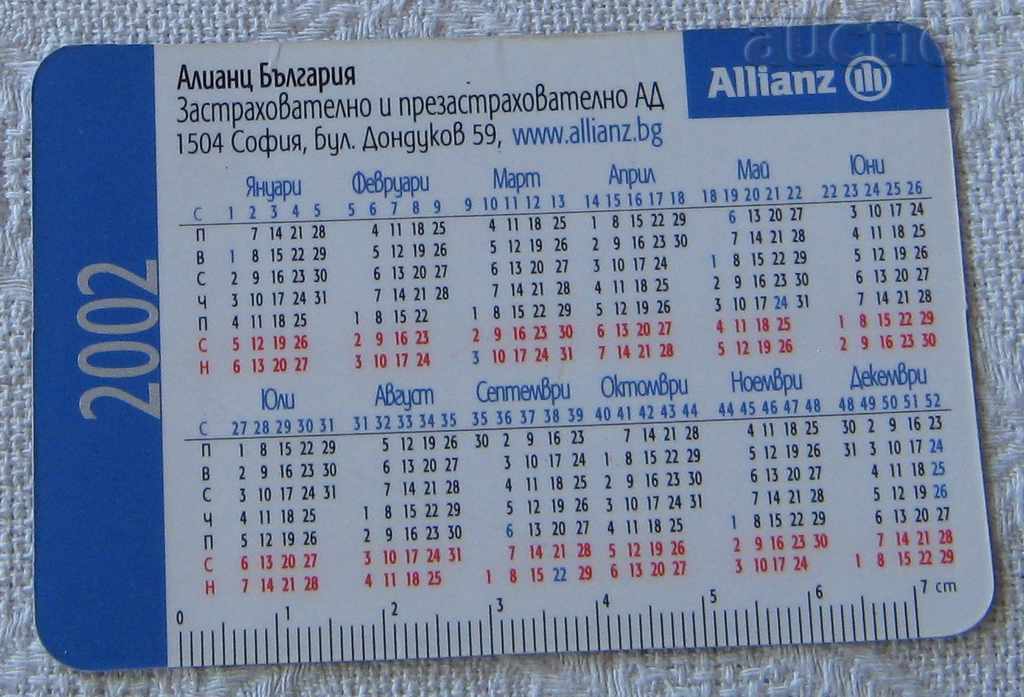 auctio
Алианц България
Застрахователно и презастрахователно АД
1504 София, бул. Дондуков 59, www.allianz.bg
Allianz
2002
Януари Февруари Март Април Май Юни
С 1 2 3 4 5 5 6 7 8 9 9 10 11 12 13 14 15 16 17 18 18 19 20 21 22 22 23 24 25 26
П 7 14 21 28 4 11 18 25 4 11 18 25 1 8 15 22 29 6 13 20 27 3 10 17 24
В 1 8 15 22 29 5 12 19 26 5 12 19 26 2 9 16 23 30 7 14 21 28 4 11 18 25
С 2 9 16 23 30 6 13 20 27 6 13 20 27 3 10 17 24 1 8 15 22 29 5 12 19 26
Ч 3 10 17 24 31 7 14 21 28 7 14 21 28 4 11 18 25 2 9 16 23 30 6 13 20 27
П 4 11 18 25 1 8 15 22 1 8 15 22 29 5 12 19 26 3 10 17 24 31 7 14 21 28
С 5 12 19 26 2 9 16 23 2 9 16 23 30 6 13 20 27 4 11 18 25 1 8 15 22 29
Н 6 13 20 27 3 10 17 24 3 10 17 24 31 7 14 21 28 5 12 19 26 2 9 16 23 30
Юли Август Септември Октомври Ноември Декември
С 27 28 29 30 31 31 32 33 34 35 35 36 37 38 39 40 41 42 43 44 44 45 46 47 48 48 49 50 51 52
П 1 8 15 22 29 5 12 19 26 30 2 9 16 23 7 14 21 28 4 11 18 25 30 2 9 16 23
В 2 9 16 23 30 6 13 20 27 3 10 17 24 1 8 15 22 29 5 12 19 26 31 3 10 17 24
С 3 10 17 24 31 7 14 21 28 4 11 18 25 2 9 16 23 30 6 13 20 27 4 11 18 25
Ч 4 11 18 25 1 8 15 22 29 5 12 19 26 3 10 17 24 31 7 14 21 28 5 12 19 26
П 5 12 19 26 2 9 16 23 30 6 13 20 27 4 11 18 25 1 8 15 22 29 6 13 20 27
С 6 13 20 27 3 10 17 24 31 7 14 21 28 5 12 19 26 2 9 16 23 30 7 14 21 28
Н 7 14 21 28 4 11 18 25 1 8 15 22 29 6 13 20 27 3 10 17 24 1 8 15 22 29
0 1 2 3 4 5 6 7 cm